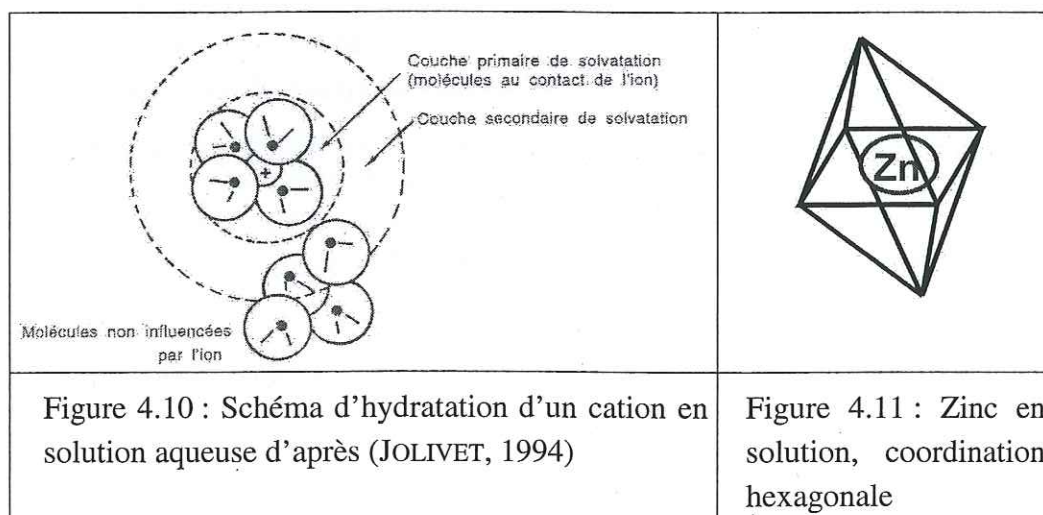 Couche primaire de solvatation
(molécules au contact de l'ion)
Couche secondaire de solvatation
+
Molécules non influencées
par l'ion
Zn
Figure 4.10 : Schéma d'hydratation d'un cation en
solution aqueuse d'après (JOLIVET, 1994)
Figure 4.11 : Zinc en
solution, coordination
hexagonale